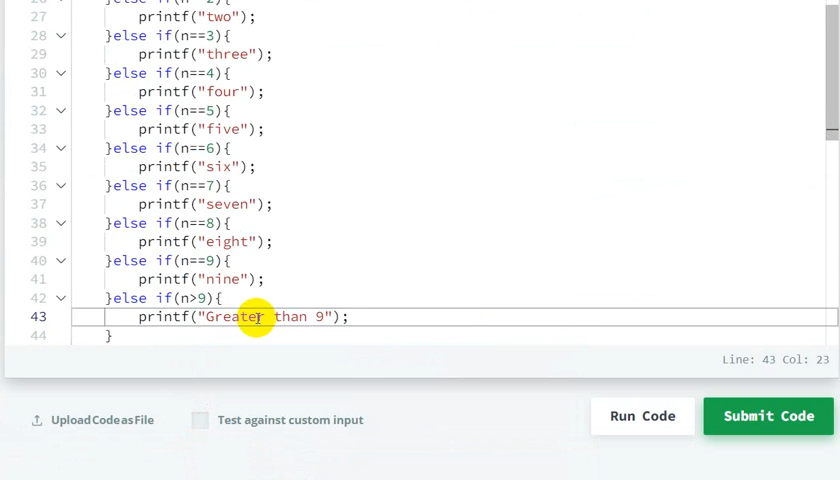 26 }else if(n==2){
27 printf("two");
28 }else if(n==3){
29 printf("three");
30 }else if(n==4){
31 printf("four");
32 }else if(n==5){
33 printf("five");
34 }else if(n==6){
35 printf("six");
36 }else if(n==7){
37 printf("seven");
38 }else if(n==8){
39 printf("eight");
40 }else if(n==9){
41 printf("nine");
42 }else if(n>9){
43 printf("Greater than 9");
44 }
Line: 43 Col: 23
Upload Code as File
Test against custom input
Run Code
Submit Code